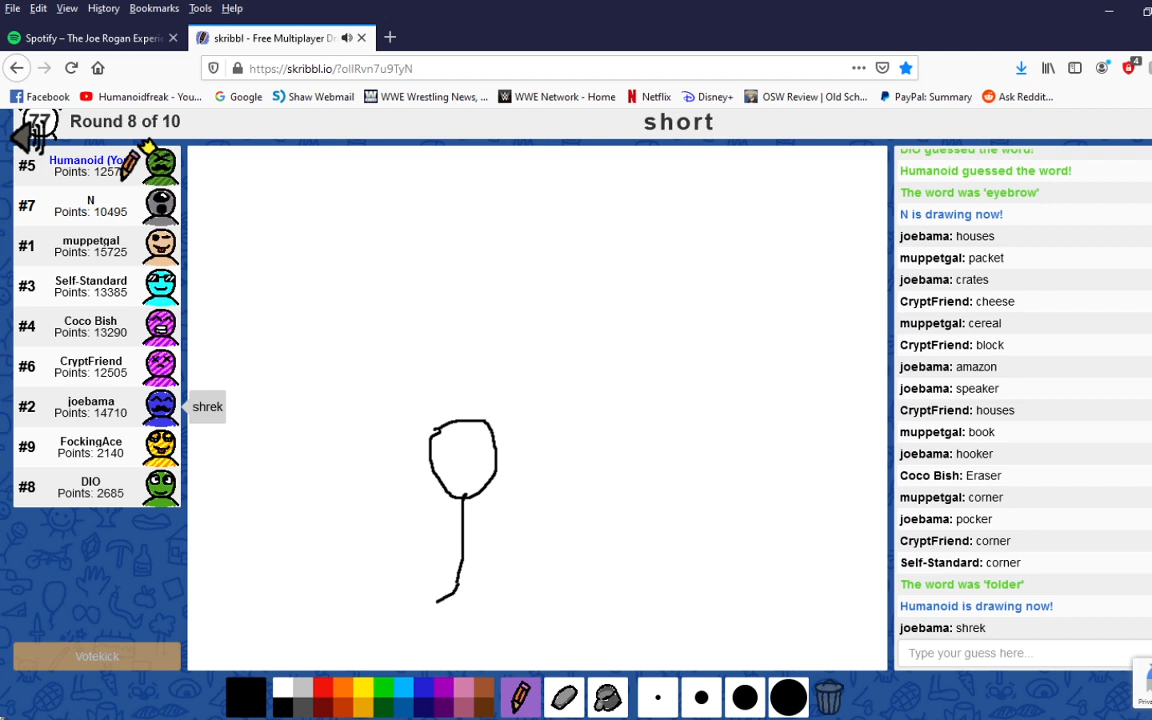 File Edit View History Bookmarks Tools Help
Spotify – The Joe Rogan Experi
skribbl - Free Multiplayer Dr
https://skribbl.io/?olIRvn7u9TyN
4
Facebook Humanoidfreak - You... Google Shaw Webmail WWE Wrestling News, ... WWE Network - Home Netflix Disney+ OSW Review | Old Sch... PayPal: Summary Ask Reddit...
77 Round 8 of 10 short
#5 Humanoid (You
Points: 1257
#7 N
Points: 10495
#1 muppetgal
Points: 15725
#3 Self-Standard
Points: 13385
#4 Coco Bish
Points: 13290
#6 CryptFriend
Points: 12505
#2 joebama
Points: 14710
shrek
#9 FockingAce
Points: 2140
#8 DIO
Points: 2685
Votekick
DIO guessed the word!
Humanoid guessed the word!
The word was 'eyebrow'
N is drawing now!
joebama: houses
muppetgal: packet
joebama: crates
CryptFriend: cheese
muppetgal: cereal
CryptFriend: block
joebama: amazon
joebama: speaker
CryptFriend: houses
muppetgal: book
joebama: hooker
Coco Bish: Eraser
muppetgal: corner
joebama: pocker
CryptFriend: corner
Self-Standard: corner
The word was 'folder'
Humanoid is drawing now!
joebama: shrek
Type your guess here...
Priva